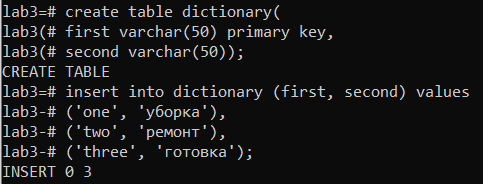 lab3=# create table dictionary(
lab3(# first varchar(50) primary key,
lab3(# second varchar(50));
CREATE TABLE
lab3=# insert into dictionary (first, second) values
lab3-# ('one', 'уборка'),
lab3-# ('two', 'ремонт'),
lab3-# ('three', 'готовка');
INSERT 0 3